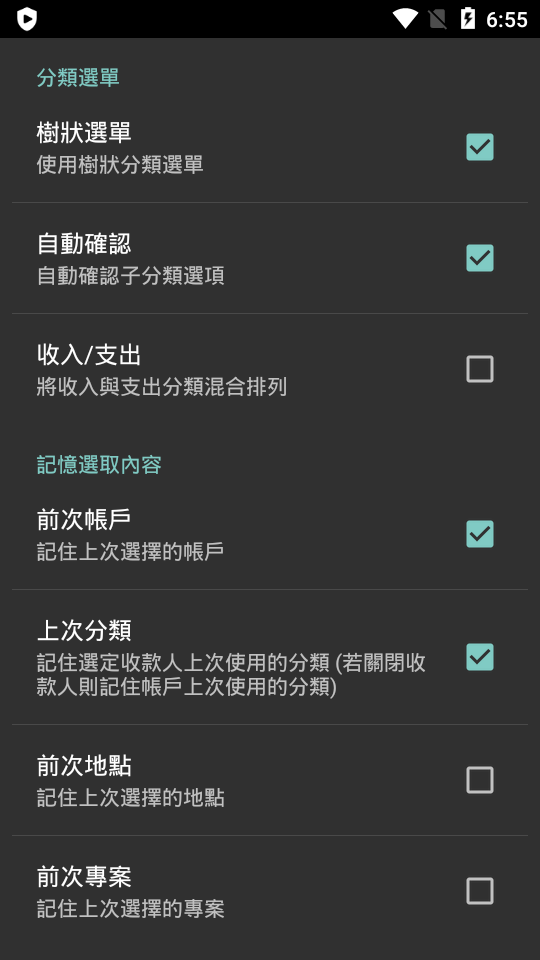 6:55
分類選單
樹狀選單
使用樹狀分類選單
自動確認
自動確認子分類選項
收入/支出
將收入與支出分類混合排列
記憶選取內容
前次帳戶
記住上次選擇的帳戶
上次分類
記住選定收款人上次使用的分類 (若關閉收
款人則記住帳戶上次使用的分類)
前次地點
記住上次選擇的地點
前次專案
記住上次選擇的專案